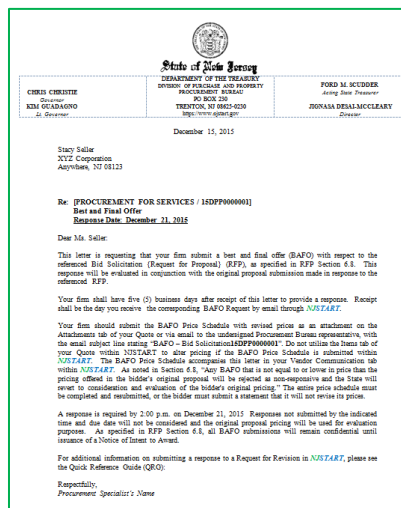 State of New Jersey
DEPARTMENT OF THE TREASURY
DIVISION OF PURCHASE AND PROPERTY
PROCUREMENT BUREAU
PO BOX 230
TRENTON, NJ 08625-0230
https://www.njstart.gov
CHRIS CHRISTIE
Governor
KIM GUADAGNO
Lt. Governor
FORD M. SCUDDER
Acting State Treasurer
JIGNASA DESAI-MCCLEARY
Director
December 15, 2015
Stacy Seller
XYZ Corporation
Anywhere, NJ 08123
Re: [PROCUREMENT FOR SERVICES / 15DPP0000001]
Best and Final Offer
Response Date: December 21, 2015
Dear Ms. Seller:
This letter is requesting that your firm submit a best and final offer (BAFO) with respect to the
referenced Bid Solicitation {Request for Proposal} (RFP), as specified in RFP Section 6.8. This
response will be evaluated in conjunction with the original proposal submission made in response to the
referenced RFP.
Your firm shall have five (5) business days after receipt of this letter to provide a response. Receipt
shall be the day you receive the corresponding BAFO Request by email through NJSTART.
Your firm should submit the BAFO Price Schedule with revised prices as an attachment on the
Attachments tab of your Quote or via email to the undersigned Procurement Bureau representative, with
the email subject line stating "BAFO – Bid Solicitation15DPP0000001". Do not utilize the Items tab of
your Quote within NJSTART to alter pricing if the BAFO Price Schedule is submitted within
NJSTART. The BAFO Price Schedule accompanies this letter in your Vendor Communication tab
within NJSTART. As noted in Section 6.8, "Any BAFO that is not equal to or lower in price than the
pricing offered in the bidder's original proposal will be rejected as non-responsive and the State will
revert to consideration and evaluation of the bidder's original pricing." The entire price schedule must
be completed and resubmitted, or the bidder must submit a statement that it will not revise its prices.
A response is required by 2:00 p.m. on December 21, 2015 Responses not submitted by the indicated
time and due date will not be considered and the original proposal pricing will be used for evaluation
purposes. As specified in RFP Section 6.8, all BAFO submissions will remain confidential until
issuance of a Notice of Intent to Award.
For additional information on submitting a response to a Request for Revision in NJSTART, please see
the Quick Reference Guide (QRG):
Respectfully,
Procurement Specialist's Name